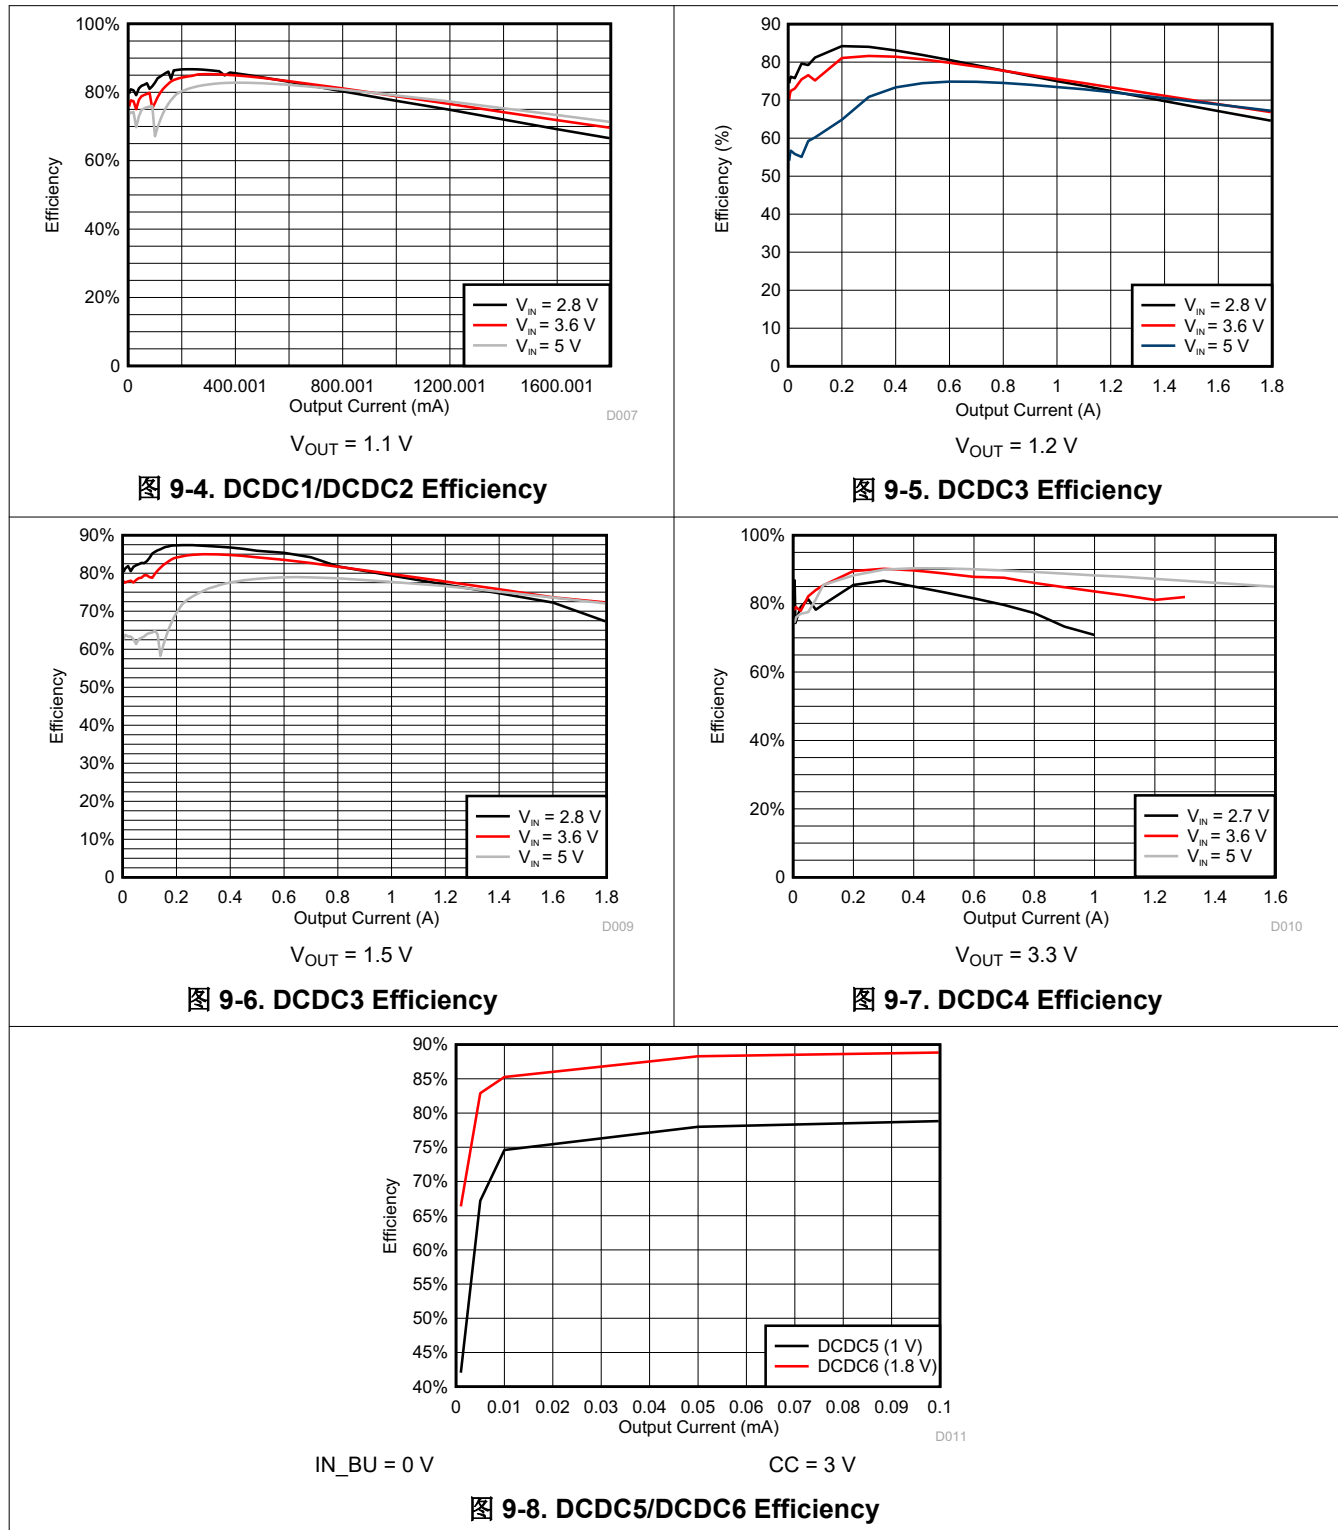 100%
80%
60%
40%
20%
0
Efficiency
V_IN = 2.8 V
V_IN = 3.6 V
V_IN = 5 V
0 400.001 800.001 1200.001 1600.001
Output Current (mA)
D007
V_OUT = 1.1 V
图 9-4. DCDC1/DCDC2 Efficiency
90
80
70
60
50
40
30
20
10
0
Efficiency (%)
V_IN = 2.8 V
V_IN = 3.6 V
V_IN = 5 V
0 0.2 0.4 0.6 0.8 1 1.2 1.4 1.6 1.8
Output Current (A)
V_OUT = 1.2 V
图 9-5. DCDC3 Efficiency
90%
80%
70%
60%
50%
40%
30%
20%
10%
0
Efficiency
V_IN = 2.8 V
V_IN = 3.6 V
V_IN = 5 V
0 0.2 0.4 0.6 0.8 1 1.2 1.4 1.6 1.8
Output Current (A)
D009
V_OUT = 1.5 V
图 9-6. DCDC3 Efficiency
100%
80%
60%
40%
20%
0
Efficiency
V_IN = 2.7 V
V_IN = 3.6 V
V_IN = 5 V
0 0.2 0.4 0.6 0.8 1 1.2 1.4 1.6
Output Current (A)
D010
V_OUT = 3.3 V
图 9-7. DCDC4 Efficiency
90%
85%
80%
75%
70%
65%
60%
55%
50%
45%
40%
Efficiency
DCDC5 (1 V)
DCDC6 (1.8 V)
0 0.01 0.02 0.03 0.04 0.05 0.06 0.07 0.08 0.09 0.1
Output Current (mA)
D011
IN_BU = 0 V CC = 3 V
图 9-8. DCDC5/DCDC6 Efficiency